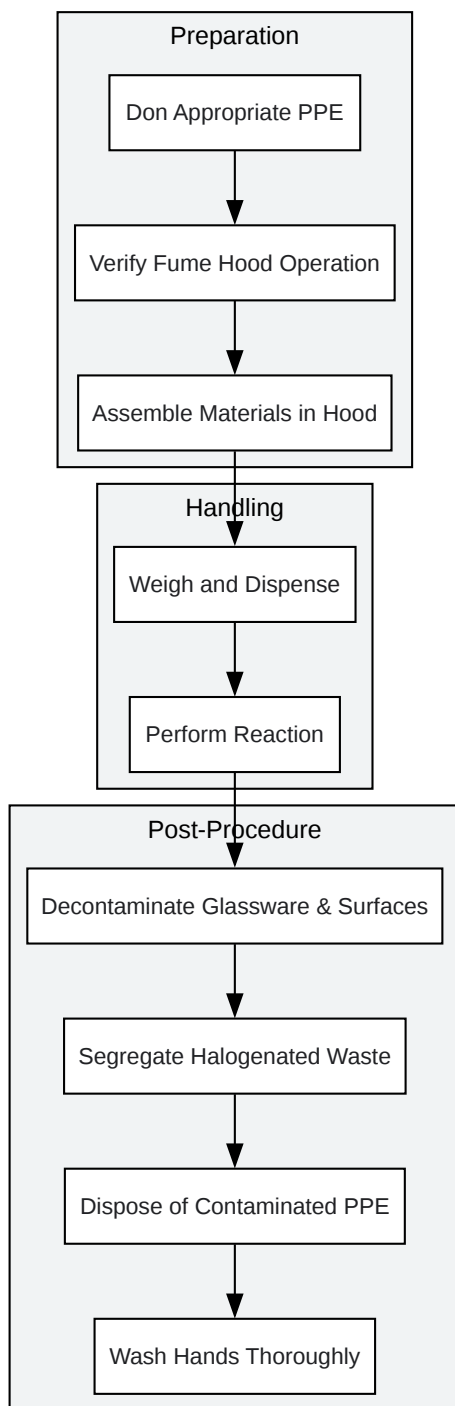 Preparation
Don Appropriate PPE
Verify Fume Hood Operation
Assemble Materials in Hood
Handling
Weigh and Dispense
Perform Reaction
Post-Procedure
Decontaminate Glassware & Surfaces
Segregate Halogenated Waste
Dispose of Contaminated PPE
Wash Hands Thoroughly